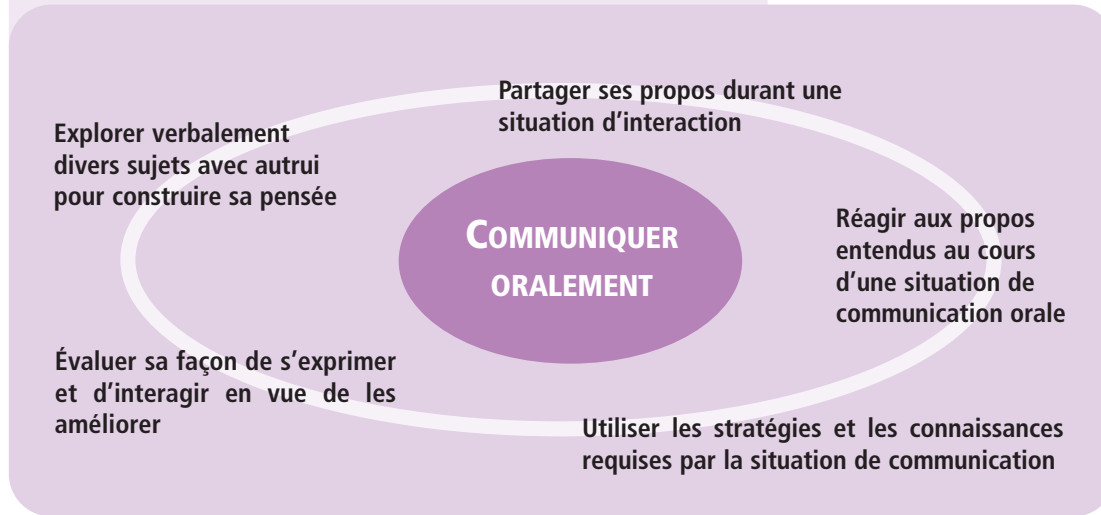 Partager ses propos durant une
situation d'interaction
Explorer verbalement
divers sujets avec autrui
pour construire sa pensée
COMMUNIQUER
ORALEMENT
Réagir aux propos
entendus au cours
d'une situation de
communication orale
Évaluer sa façon de s'exprimer
et d'interagir en vue de les
améliorer
Utiliser les stratégies et les connaissances
requises par la situation de communication